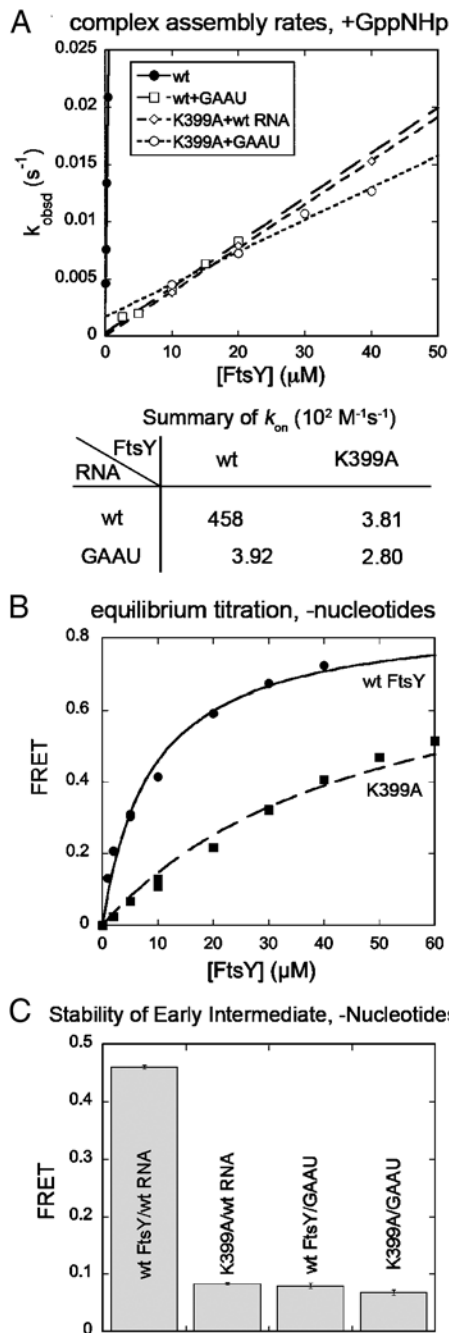 A complex assembly rates, +GppNHp
0.025
0.02
0.015
0.01
0.005
0
k_obsd (s⁻¹)
wt
wt+GAAU
K399A+wt RNA
K399A+GAAU
0 10 20 30 40 50
[FtsY] (μM)
Summary of k_on (10² M⁻¹s⁻¹)
FtsY
RNA
wt K399A
wt 458 3.81
GAAU 3.92 2.80
B equilibrium titration, -nucleotides
0.8
0.6
0.4
0.2
0
FRET
wt FtsY
K399A
0 10 20 30 40 50 60
[FtsY] (μM)
C Stability of Early Intermediate, -Nucleotides
0.5
0.4
0.3
0.2
0.1
0
FRET
wt FtsY/wt RNA
K399A/wt RNA
wt FtsY/GAAU
K399A/GAAU